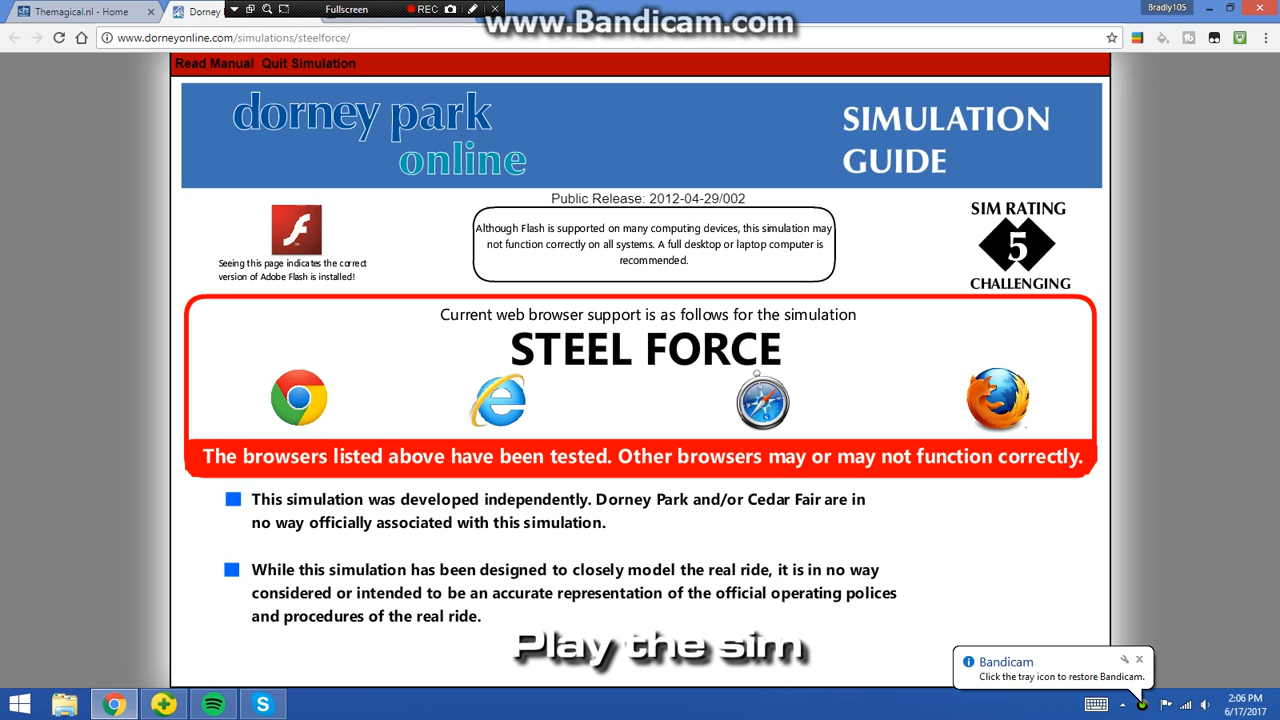 Themagical.nl - Home
Dorney
Fullscreen
REC
Bradly105
www.Bandicam.com
www.dorneyonline.com/simulations/steelforce/
Read Manual Quit Simulation
dorney park
online
SIMULATION
GUIDE
Public Release: 2012-04-29/002
Seeing this page indicates the correct
version of Adobe Flash is installed!
Although Flash is supported on many computing devices, this simulation may
not function correctly on all systems. A full desktop or laptop computer is
recommended.
SIM RATING
5
CHALLENGING
Current web browser support is as follows for the simulation
STEEL FORCE
The browsers listed above have been tested. Other browsers may or may not function correctly.
This simulation was developed independently. Dorney Park and/or Cedar Fair are in
no way officially associated with this simulation.
While this simulation has been designed to closely model the real ride, it is in no way
considered or intended to be an accurate representation of the official operating polices
and procedures of the real ride.
Play the sim
Bandicam
Click the tray icon to restore Bandicam.
2:06 PM
6/17/2017